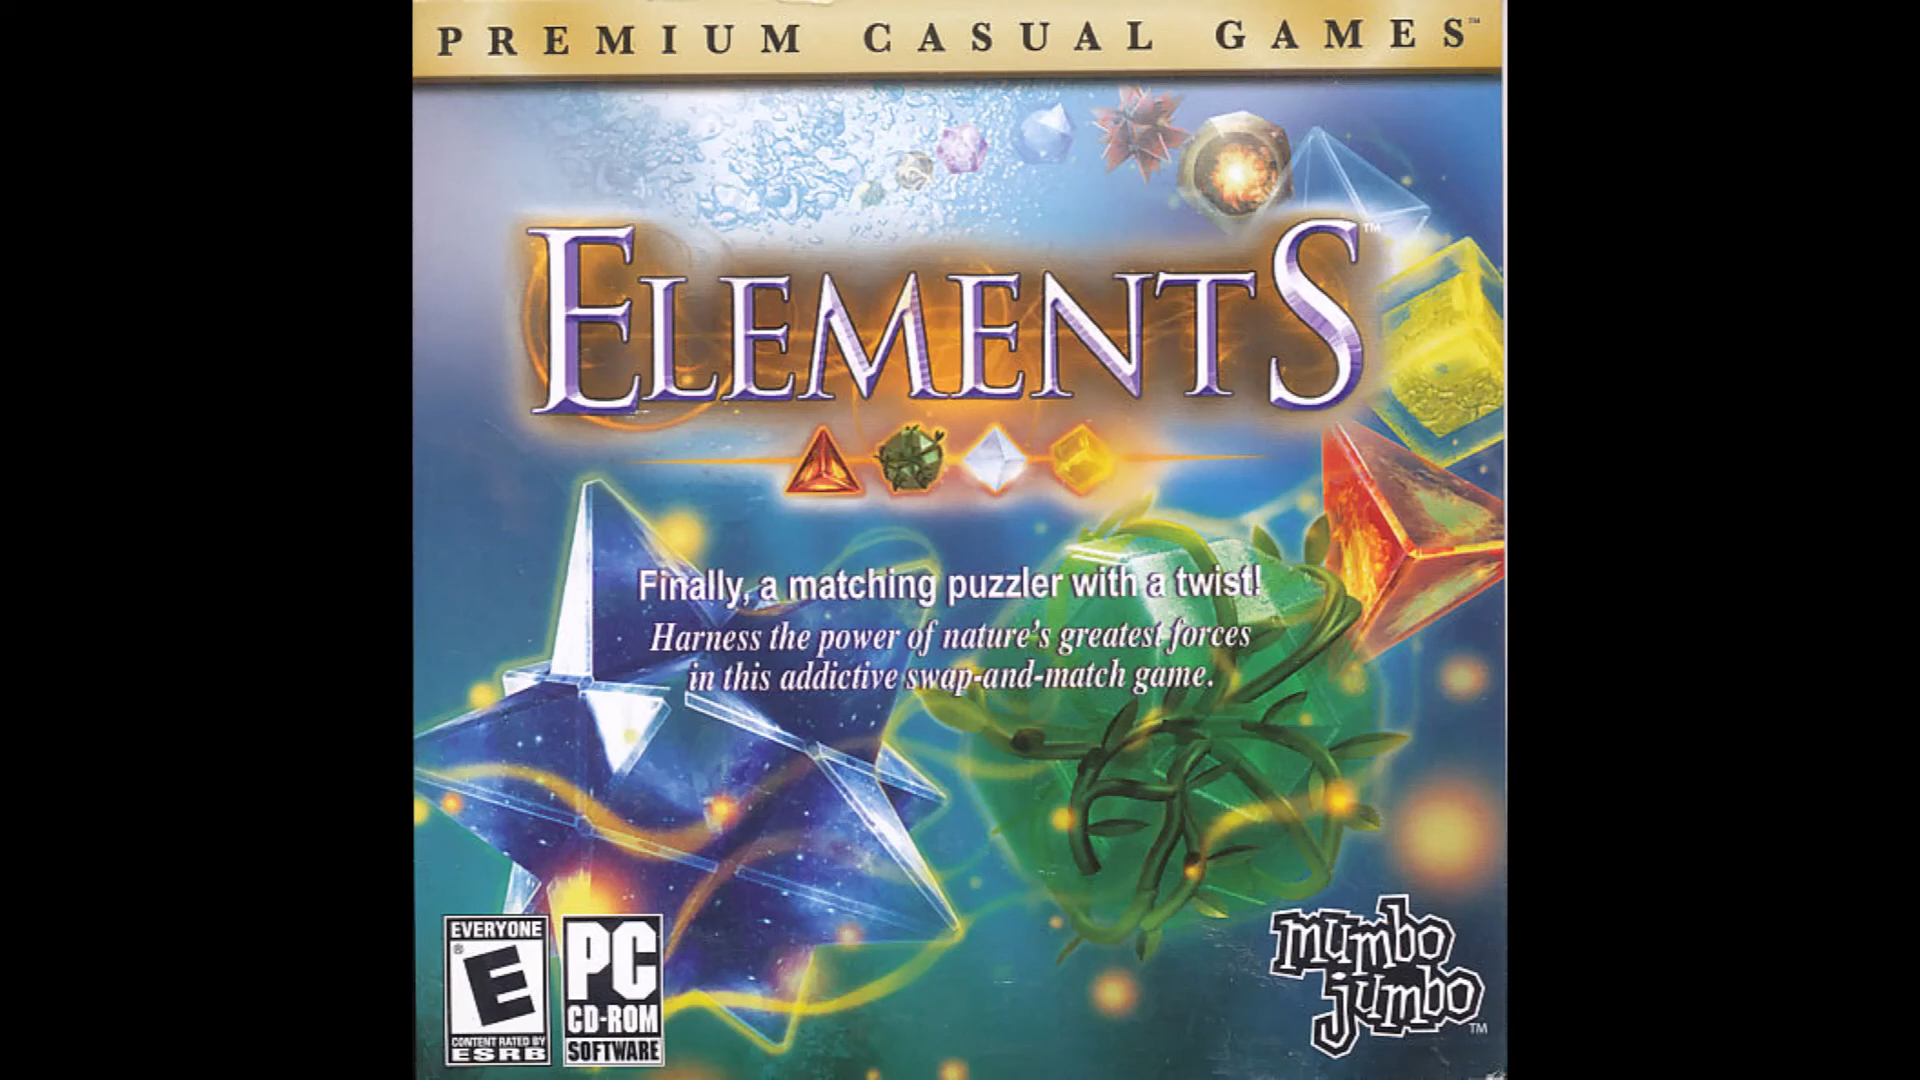 PREMIUM CASUAL GAMES™
ELEMENTS™
Finally, a matching puzzler with a twist!
Harness the power of nature's greatest forces
in this addictive swap-and-match game.
EVERYONE
®
E
CONTENT RATED BY
ESRB
PC
CD-ROM
SOFTWARE
mumbo
jumbo™